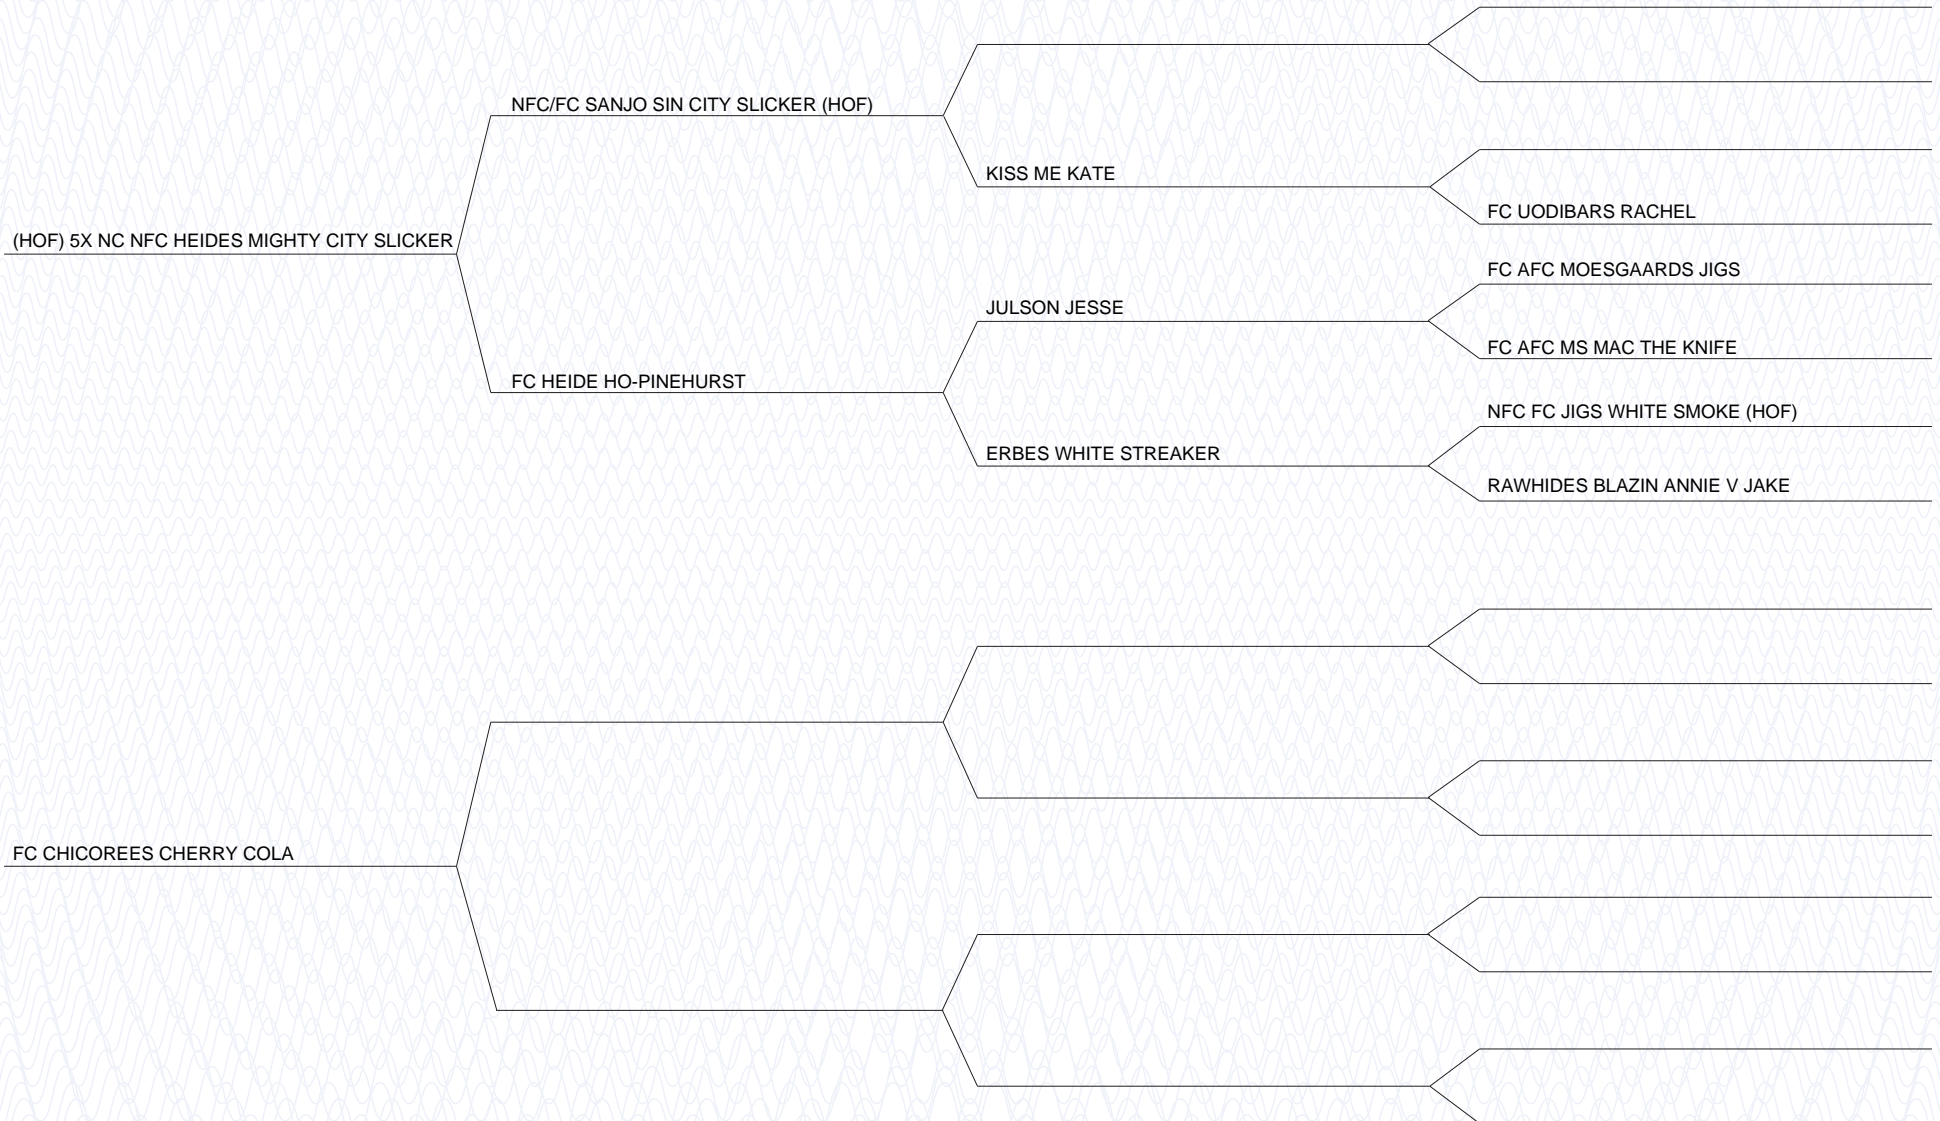 NFC/FC SANJO SIN CITY SLICKER (HOF)
KISS ME KATE
FC UODIBARS RACHEL
(HOF) 5X NC NFC HEIDES MIGHTY CITY SLICKER
FC AFC MOESGAARDS JIGS
JULSON JESSE
FC AFC MS MAC THE KNIFE
FC HEIDE HO-PINEHURST
NFC FC JIGS WHITE SMOKE (HOF)
ERBES WHITE STREAKER
RAWHIDES BLAZIN ANNIE V JAKE
FC CHICOREES CHERRY COLA